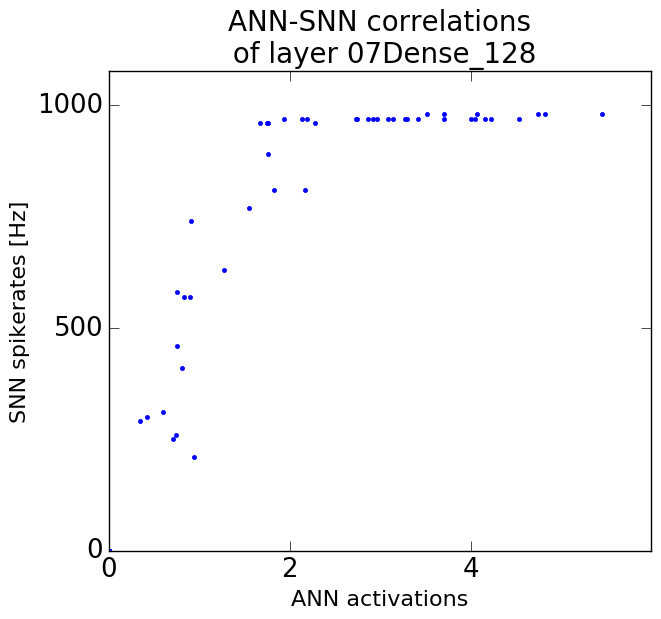 ANN-SNN correlations
of layer 07Dense_128
1000
500
0
SNN spikerates [Hz]
0 2 4
ANN activations